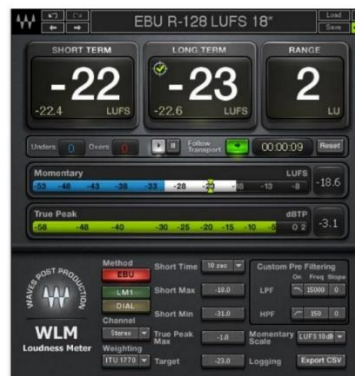 EBU R-128 LUFS 18*
Load
Save
SHORT TERM
LONG TERM
RANGE
-22
-23
2
-22.4 LUFS
-22.6 LUFS
LU
Unders 0 Overs 0 Follow Transport 00:00:09 Reset
Momentary LUFS
-53 -48 -43 -38 -33 -28 -18 -13 -8 -18.6
True Peak dBTP
-58 -48 -40 -30 -25 -20 -15 -10 -5 0 2 -3.1
WAVES POST PRODUCTION
WLM
Loudness Meter
Method
EBU
LM1
DIAL
Channel
Stereo
Weighting
ITU 1770
Short Time 10 sec
Short Max -18.0
Short Min -31.0
True Peak Max -1.0
Target -23.0
Custom Pre Filtering
On Freq Slope
LPF 15000 0
HPF 150 0
Momentary Scale LUFS 18dB
Logging Export CSV